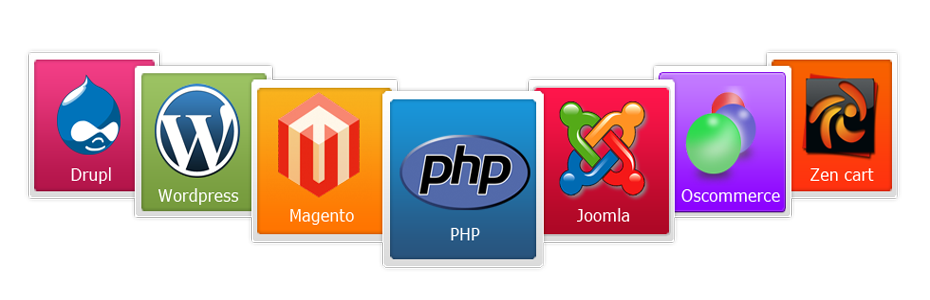 Drupl
Wordpress
Magento
php
PHP
Joomla
Oscommerce
Zen cart